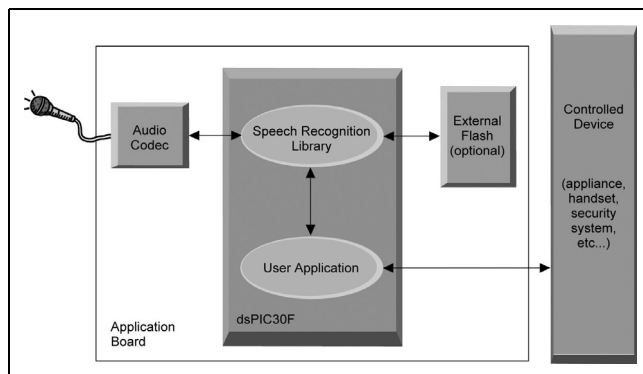 Audio
Codec
Speech Recognition
Library
External
Flash
(optional)
User Application
dsPIC30F
Application
Board
Controlled
Device
(appliance,
handset,
security
system,
etc...)